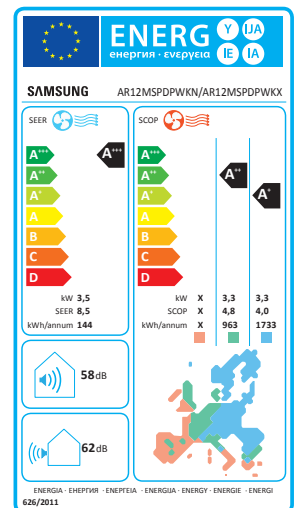 ENERG Y IJA
енергия · ενεργεια IE IA
SAMSUNG AR12MSPDPWKN/AR12MSPDPWKX
SEER
A+++
A++
A+
A
B
C
D
A+++
kW 3,5
SEER 8,5
kWh/annum 144
SCOP
A+++
A++
A+
A
B
C
D
A++
A+
kW X 3,3 3,3
SCOP X 4,8 4,0
kWh/annum X 963 1733
58dB
62dB
ENERGIA · ЕНЕРГИЯ · ΕΝΕΡΓΕΙΑ · ENERGIJA · ENERGY · ENERGIE · ENERGI
626/2011